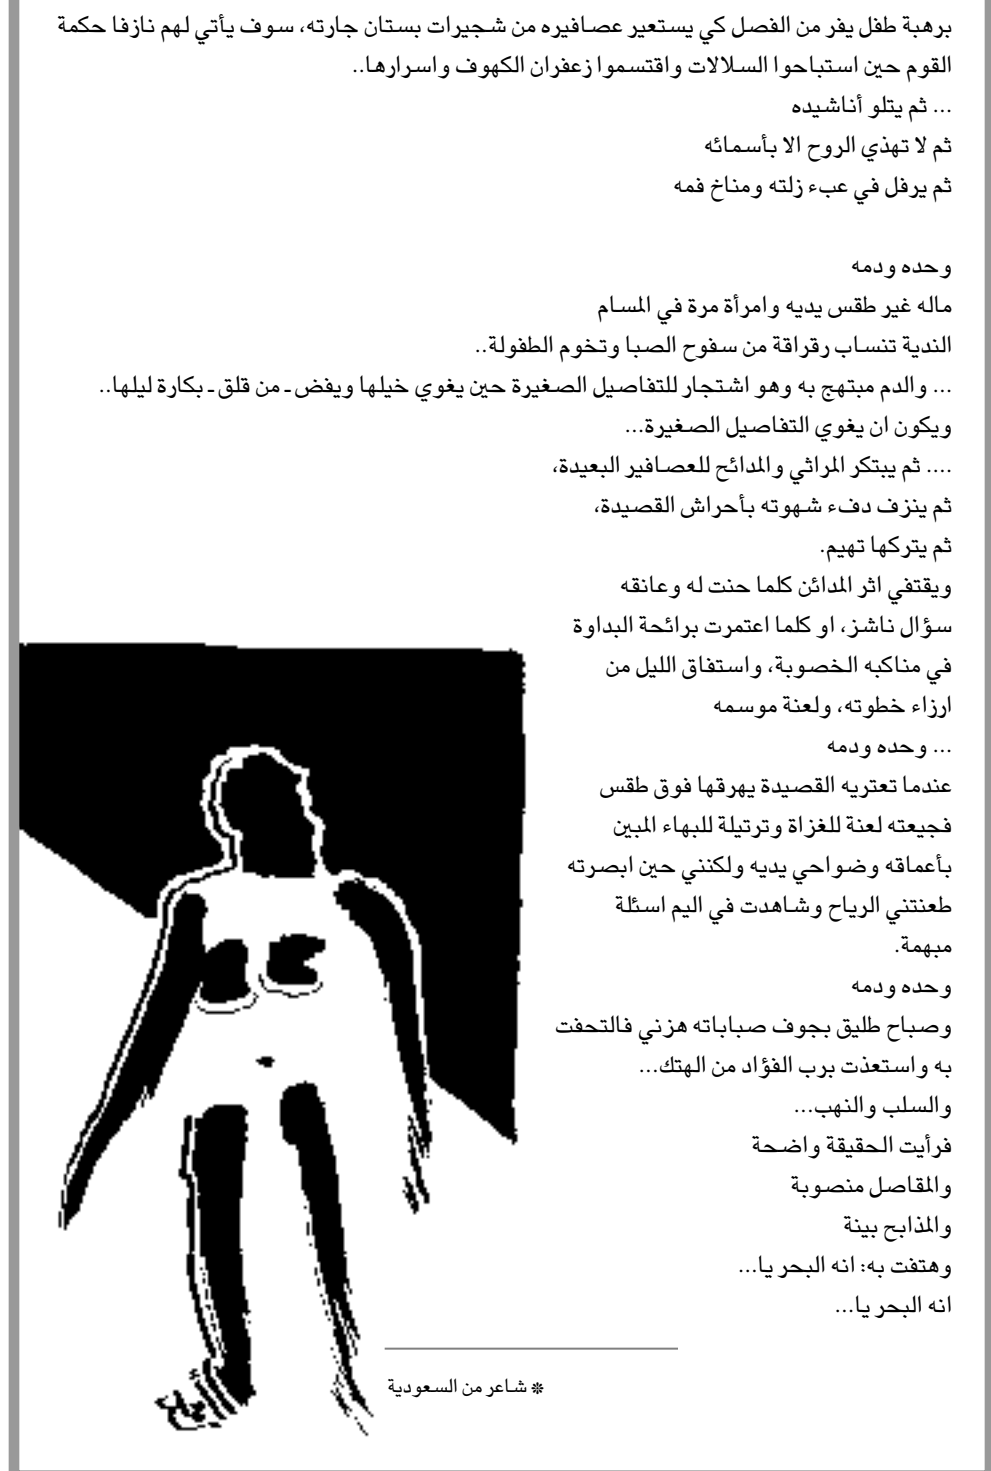 برهبة طفل يفر من الفصل كي يستعير عصافيره من شجيرات بستان جارته، سوف يأتي لهم نازفا حكمة
القوم حين استباحوا السلالات واقتسموا زعفران الكهوف واسرارها..
... ثم يتلو أناشيده
ثم لا تهذي الروح الا بأسمائه
ثم يرفل في عبء زلته ومناخ فمه
وحده ودمه
ماله غير طقس يديه وامرأة مرة في المسام
الندية تنساب رقراقة من سفوح الصبا وتخوم الطفولة..
... والدم مبتهج به وهو اشتجار للتفاصيل الصغيرة حين يغوي خيلها ويفض ـ من قلق ـ بكارة ليلها..
ويكون ان يغوي التفاصيل الصغيرة...
.... ثم يبتكر المراثي والمدائح للعصافير البعيدة،
ثم ينزف دفء شهوته بأحراش القصيدة،
ثم يتركها تهيم.
ويقتفي اثر المدائن كلما حنت له وعانقه
سؤال ناشز، او كلما اعتمرت برائحة البداوة
في مناكبه الخصوبة، واستفاق الليل من
ارزاء خطوته، ولعنة موسمه
... وحده ودمه
عندما تعتريه القصيدة يهرقها فوق طقس
فجيعته لعنة للغزاة وترتيلة للبهاء المبين
بأعماقه وضواحي يديه ولكنني حين ابصرته
طعنتني الرياح وشاهدت في اليم اسئلة
مبهمة.
وحده ودمه
وصباح طليق بجوف صباباته هزني فالتحفت
به واستعذت برب الفؤاد من الهتك...
والسلب والنهب...
فرأيت الحقيقة واضحة
والمقاصل منصوبة
والمذابح بينة
وهتفت به: انه البحر يا...
انه البحر يا...
❊ شاعر من السعودية